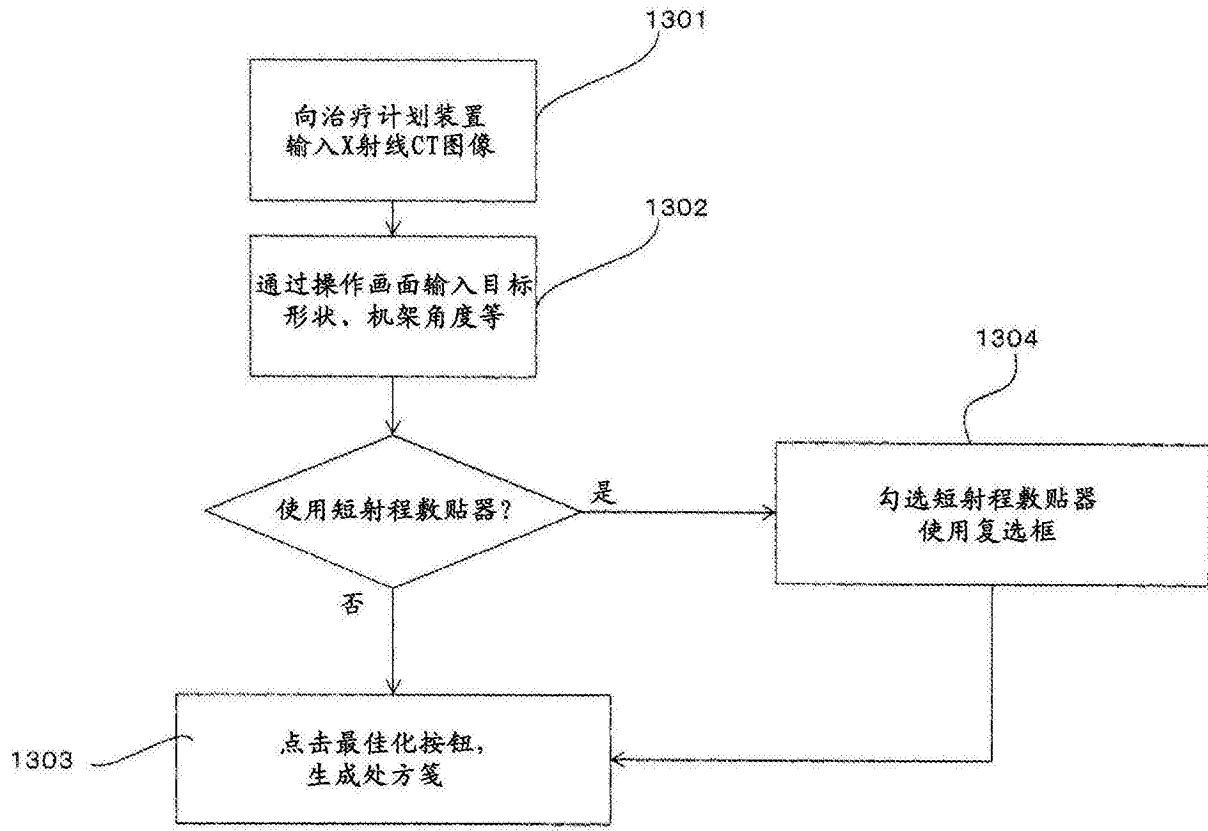 1301
向治疗计划装置
输入X射线CT图像
1302
通过操作画面输入目标
形状、机架角度等
1304
使用短射程敷贴器?
是
勾选短射程敷贴器
使用复选框
否
1303
点击最佳化按钮,
生成处方笺